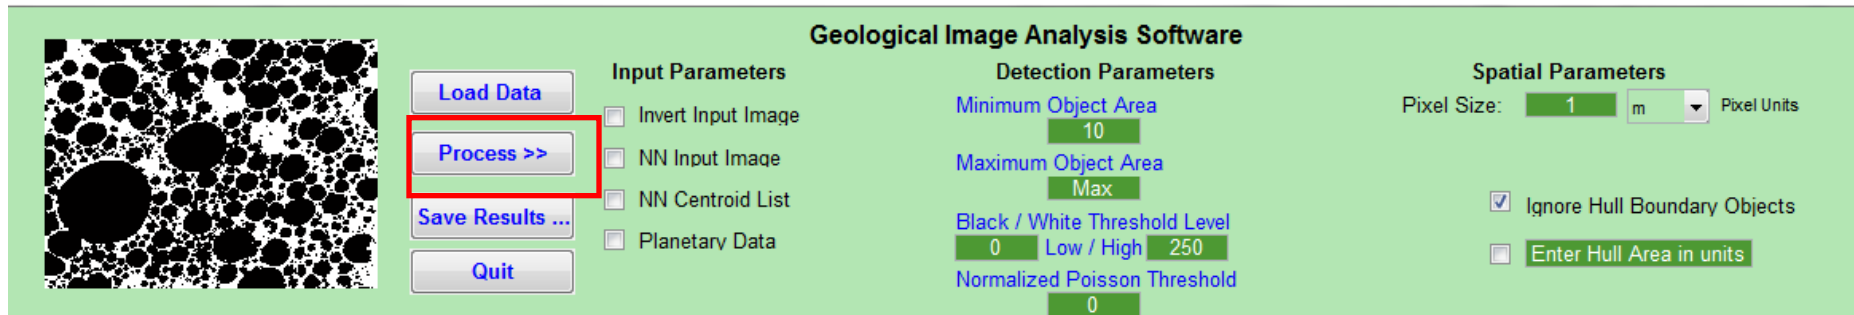 Geological Image Analysis Software
Load Data
Process >>
Save Results ...
Quit
Input Parameters
Invert Input Image
NN Input Image
NN Centroid List
Planetary Data
Detection Parameters
Minimum Object Area
10
Maximum Object Area
Max
Black / White Threshold Level
0 Low / High 250
Normalized Poisson Threshold
0
Spatial Parameters
Pixel Size: 1 m Pixel Units
Ignore Hull Boundary Objects
Enter Hull Area in units